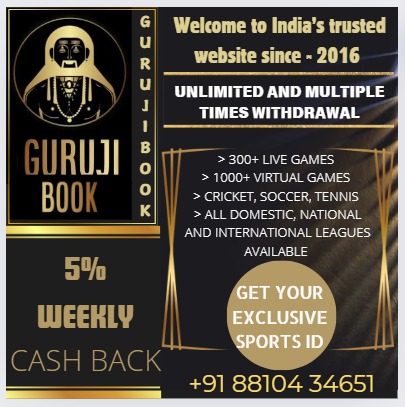 GURUJIBOOK
GURUJI
BOOK
5%
WEEKLY
CASH BACK
Welcome to India's trusted
website since - 2016
UNLIMITED AND MULTIPLE
TIMES WITHDRAWAL
> 300+ LIVE GAMES
> 1000+ VIRTUAL GAMES
> CRICKET, SOCCER, TENNIS
> ALL DOMESTIC, NATIONAL
AND INTERNATIONAL LEAGUES
AVAILABLE
GET YOUR
EXCLUSIVE
SPORTS ID
+91 88104 34651